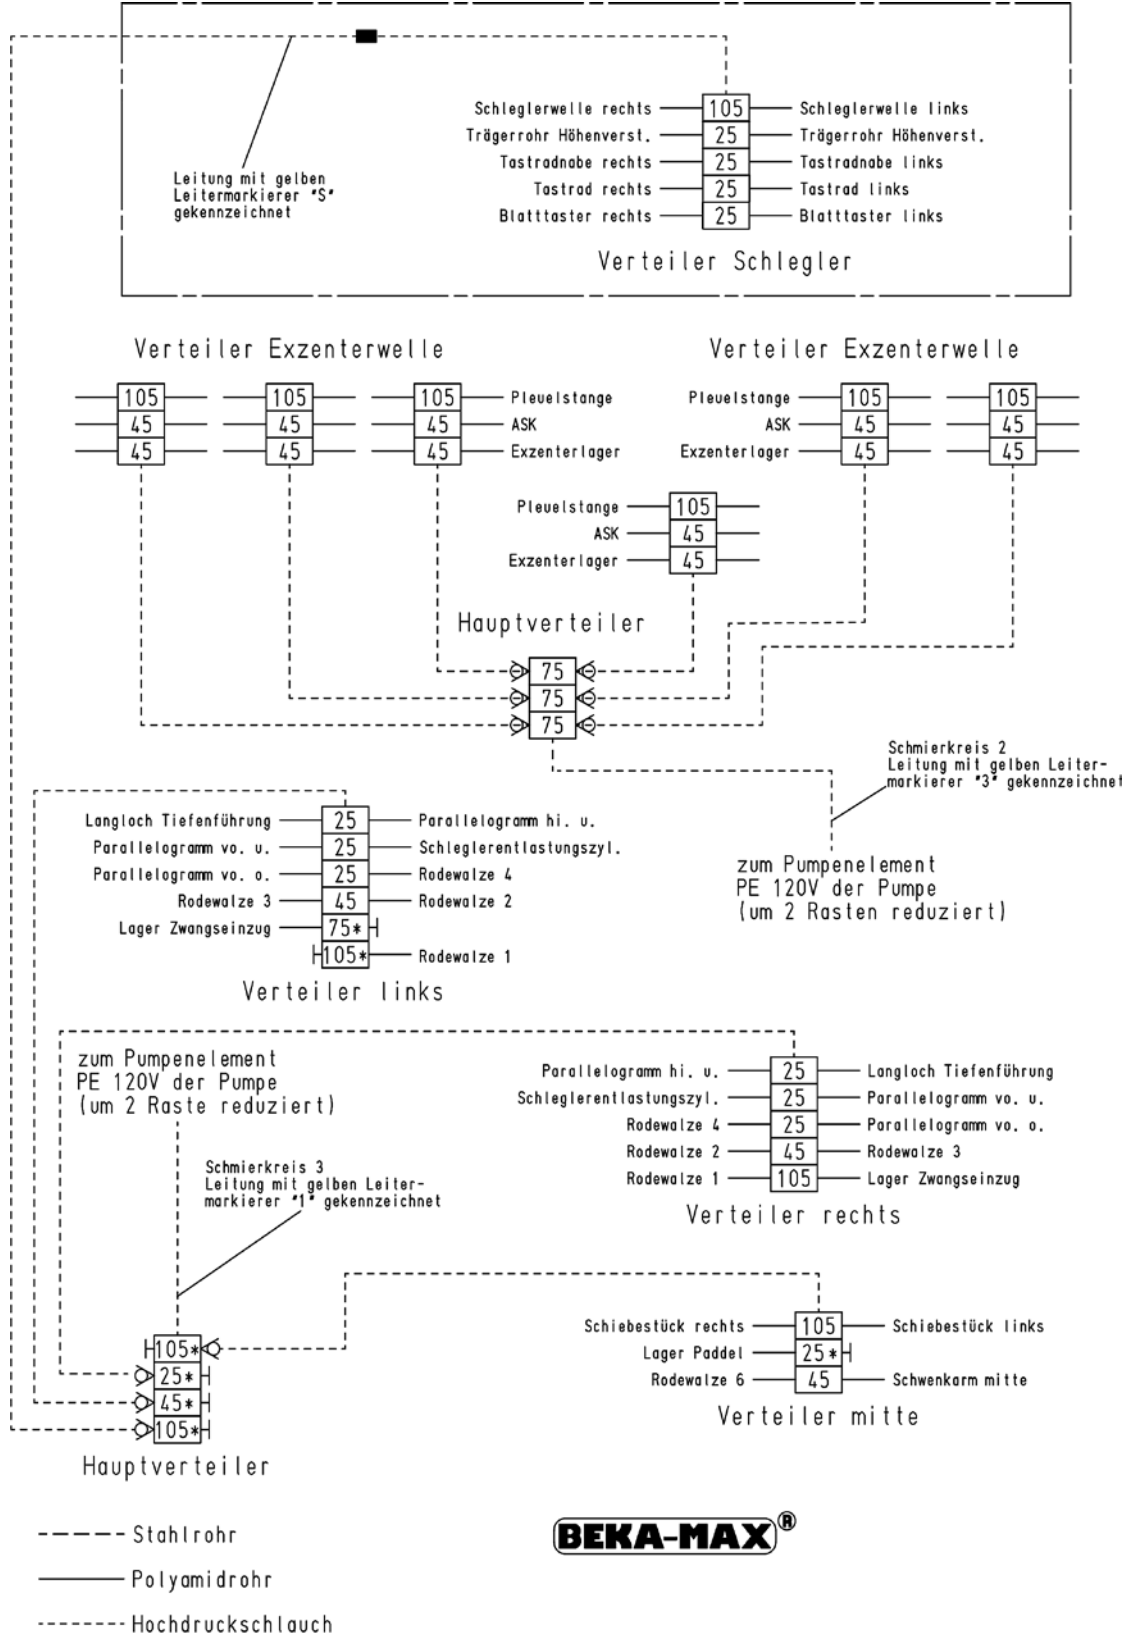 Schleglerwelle rechts 105 Schleglerwelle links
Trägerrohr Höhenverst. 25 Trägerrohr Höhenverst.
Tastradnabe rechts 25 Tastradnabe links
Tastrad rechts 25 Tastrad links
Blatttaster rechts 25 Blatttaster links
Verteiler Schlegler
Leitung mit gelben
Leitermarkierer "S"
gekennzeichnet
Verteiler Exzenterwelle
105 105 105 Pleuelstange
45 45 45 ASK
45 45 45 Exzenterlager
Verteiler Exzenterwelle
Pleuelstange 105 105
ASK 45 45
Exzenterlager 45 45
Pleuelstange 105
ASK 45
Exzenterlager 45
Hauptverteiler
75
75
75
Schmierkreis 2
Leitung mit gelben Leiter-
markierer "3" gekennzeichnet
zum Pumpenelement
PE 120V der Pumpe
(um 2 Rasten reduziert)
Langloch Tiefenführung 25 Parallelogramm hi. u.
Parallelogramm vo. u. 25 Schleglerentlastungszyl.
Parallelogramm vo. o. 25 Rodewalze 4
Rodewalze 3 45 Rodewalze 2
Lager Zwangseinzug 75*
105* Rodewalze 1
Verteiler links
zum Pumpenelement
PE 120V der Pumpe
(um 2 Raste reduziert)
Schmierkreis 3
Leitung mit gelben Leiter-
markierer "1" gekennzeichnet
Parallelogramm hi. u. 25 Langloch Tiefenführung
Schleglerentlastungszyl. 25 Parallelogramm vo. u.
Rodewalze 4 25 Parallelogramm vo. o.
Rodewalze 2 45 Rodewalze 3
Rodewalze 1 105 Lager Zwangseinzug
Verteiler rechts
Schiebestück rechts 105 Schiebestück links
Lager Paddel 25*
Rodewalze 6 45 Schwenkarm mitte
Verteiler mitte
105*
25*
45*
105*
Hauptverteiler
Stahlrohr
Polyamidrohr
Hochdruckschlauch
BEKA-MAX®